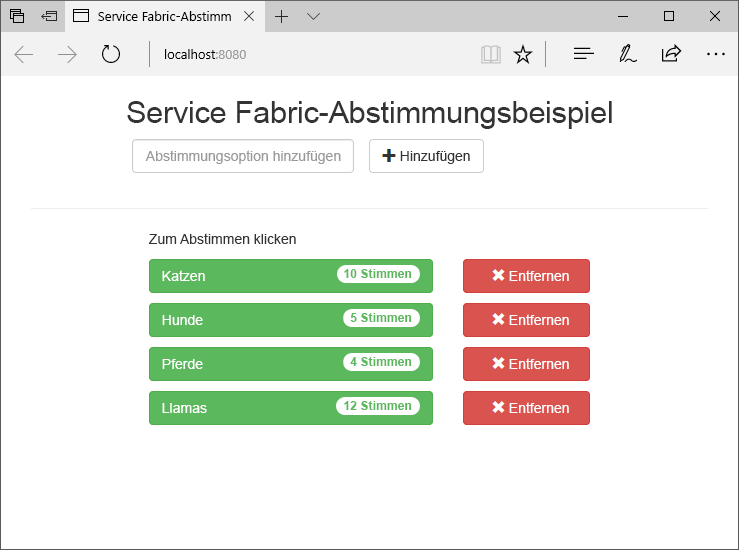 Service Fabric-Abstimm
localhost:8080
Service Fabric-Abstimmungsbeispiel
Abstimmungsoption hinzufügen Hinzufügen
Zum Abstimmen klicken
Katzen 10 Stimmen Entfernen
Hunde 5 Stimmen Entfernen
Pferde 4 Stimmen Entfernen
Llamas 12 Stimmen Entfernen